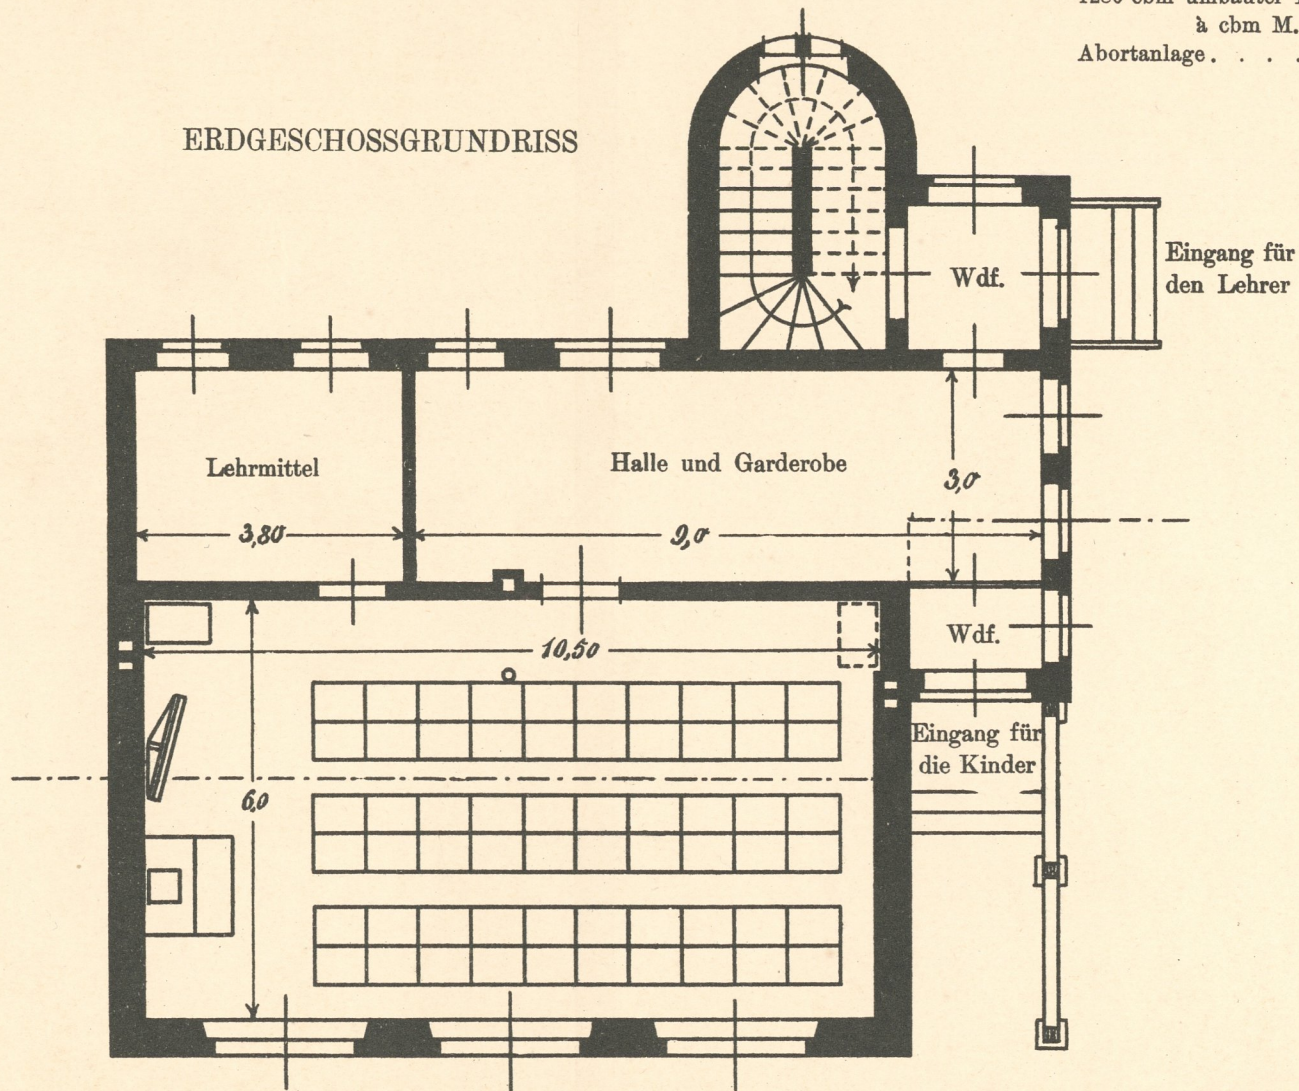 à cbm M.
Abortanlage. . . .
ERDGESCHOSSGRUNDRISS
Eingang für
den Lehrer
Wdf.
Lehrmittel
Halle und Garderobe
3,0
3,80
9,0
Wdf.
10,50
Eingang für
die Kinder
6,0